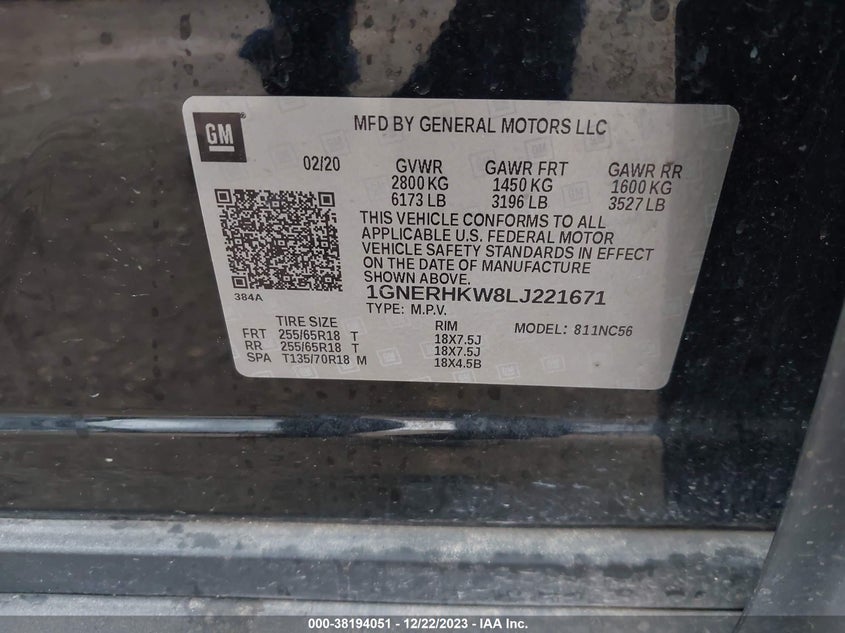 GM
MFD BY GENERAL MOTORS LLC
02/20 GVWR GAWR FRT GAWR RR
2800 KG 1450 KG 1600 KG
6173 LB 3196 LB 3527 LB
THIS VEHICLE CONFORMS TO ALL
APPLICABLE U.S. FEDERAL MOTOR
VEHICLE SAFETY STANDARDS IN EFFECT
ON THE DATE OF MANUFACTURE
SHOWN ABOVE.
384A
1GNERHKW8LJ221671
TYPE: M.P.V.
TIRE SIZE RIM MODEL: 811NC56
FRT 255/65R18 T 18X7.5J
RR 255/65R18 T 18X7.5J
SPA T135/70R18 M 18X4.5B
000-38194051 - 12/22/2023 - IAA Inc.